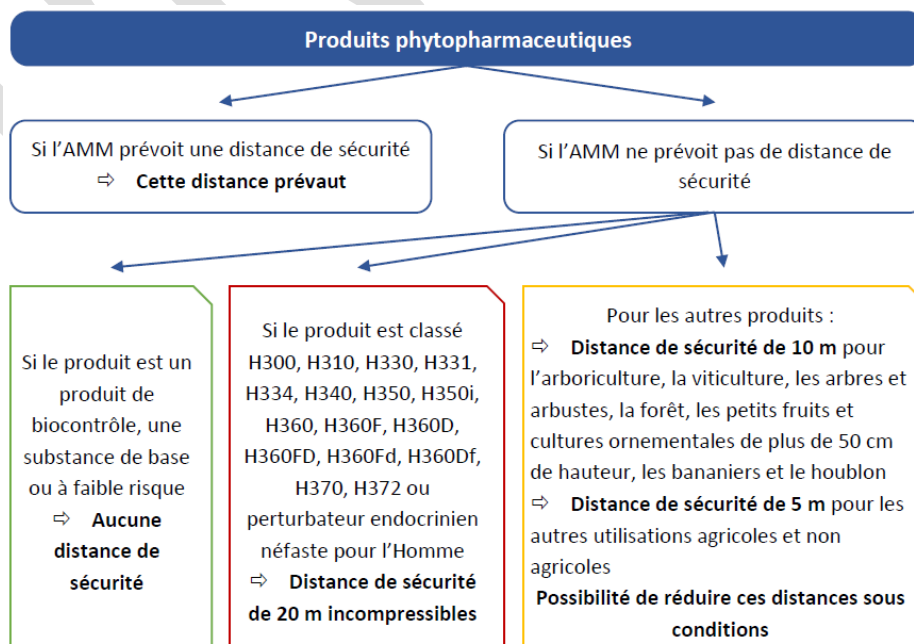 Produits phytopharmaceutiques
Si l'AMM prévoit une distance de sécurité
⇨ Cette distance prévaut
Si l'AMM ne prévoit pas de distance de
sécurité
Si le produit est un
produit de
biocontrôle, une
substance de base
ou à faible risque
⇨ Aucune
distance de
sécurité
Si le produit est classé
H300, H310, H330, H331,
H334, H340, H350, H350i,
H360, H360F, H360D,
H360FD, H360Fd, H360Df,
H370, H372 ou
perturbateur endocrinien
néfaste pour l'Homme
⇨ Distance de sécurité
de 20 m incompressibles
Pour les autres produits :
⇨ Distance de sécurité de 10 m pour
l'arboriculture, la viticulture, les arbres et
arbustes, la forêt, les petits fruits et
cultures ornementales de plus de 50 cm
de hauteur, les bananiers et le houblon
⇨ Distance de sécurité de 5 m pour les
autres utilisations agricoles et non
agricoles
Possibilité de réduire ces distances sous
conditions